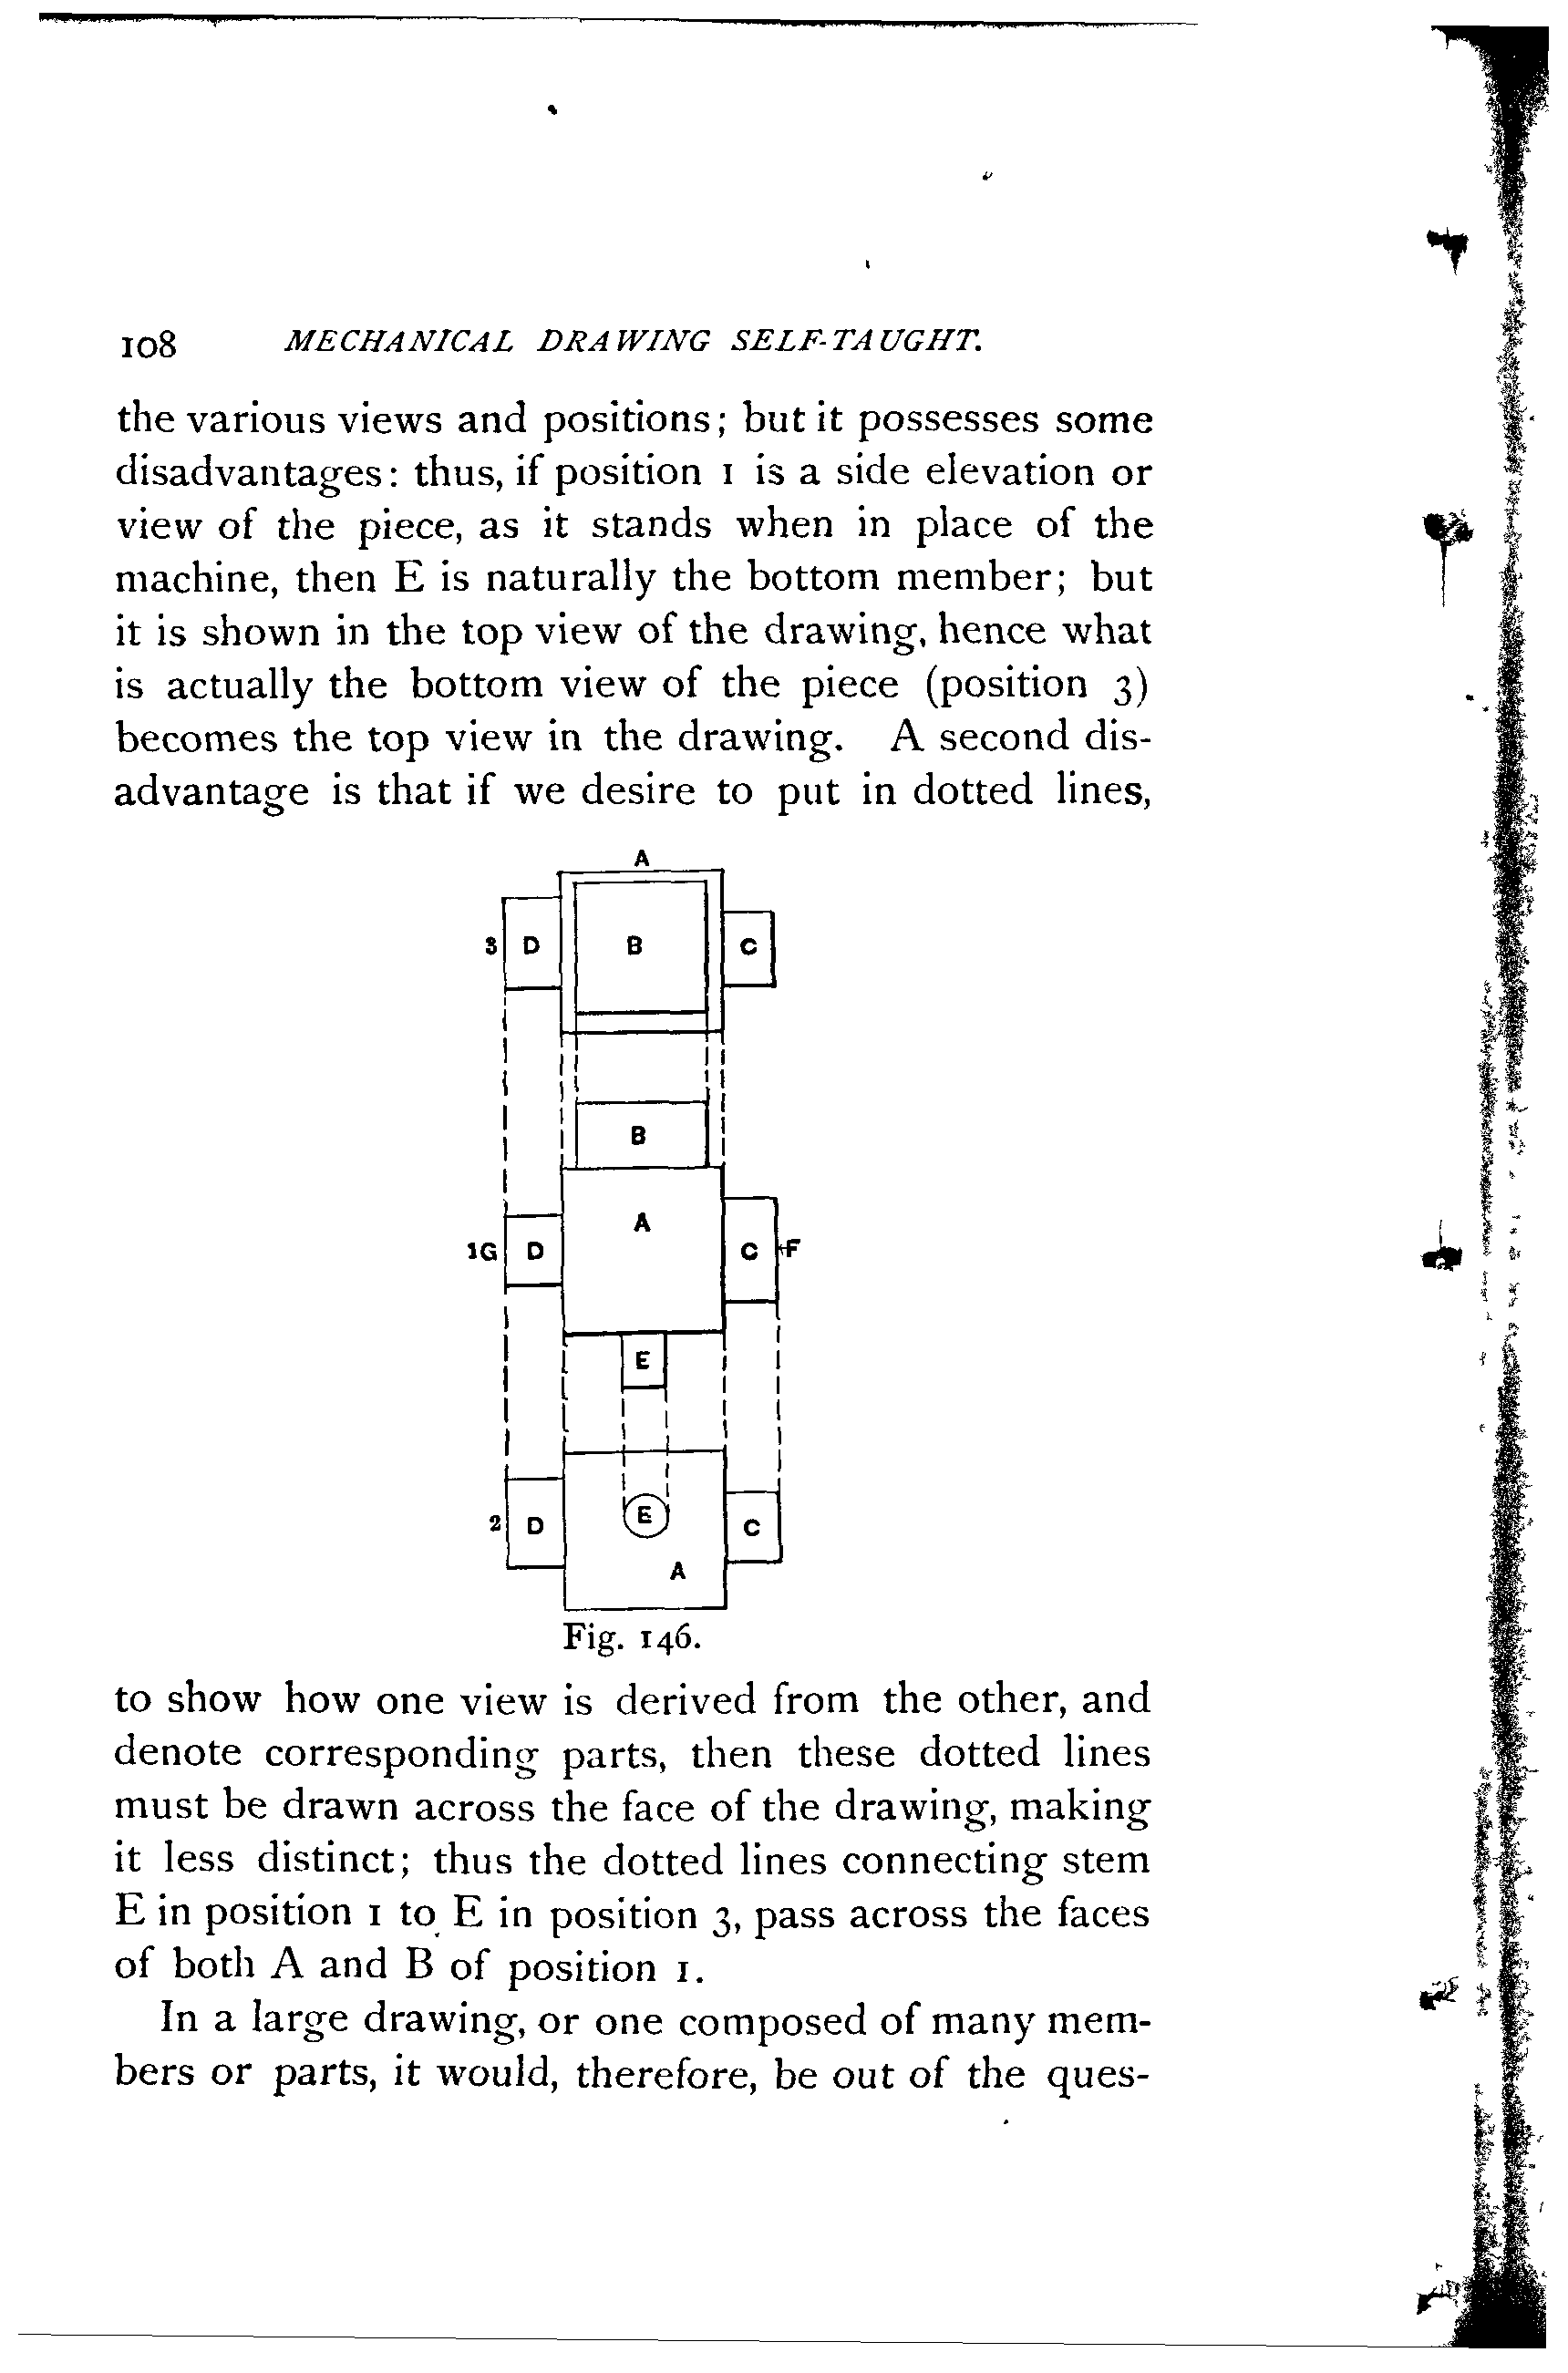 108 MECHANICAL DRAWING SELF-TAUGHT.
the various views and positions; but it possesses some
disadvantages: thus, if position 1 is a side elevation or
view of the piece, as it stands when in place of the
machine, then E is naturally the bottom member; but
it is shown in the top view of the drawing, hence what
is actually the bottom view of the piece (position 3)
becomes the top view in the drawing. A second dis-
advantage is that if we desire to put in dotted lines,
A
3 D B C
B
A
1G D C F
E
2 D E C
A
Fig. 146.
to show how one view is derived from the other, and
denote corresponding parts, then these dotted lines
must be drawn across the face of the drawing, making
it less distinct; thus the dotted lines connecting stem
E in position 1 to E in position 3, pass across the faces
of both A and B of position 1.
In a large drawing, or one composed of many mem-
bers or parts, it would, therefore, be out of the ques-